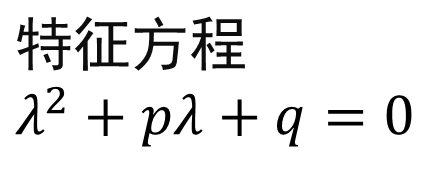 特征方程
λ² + pλ + q = 0